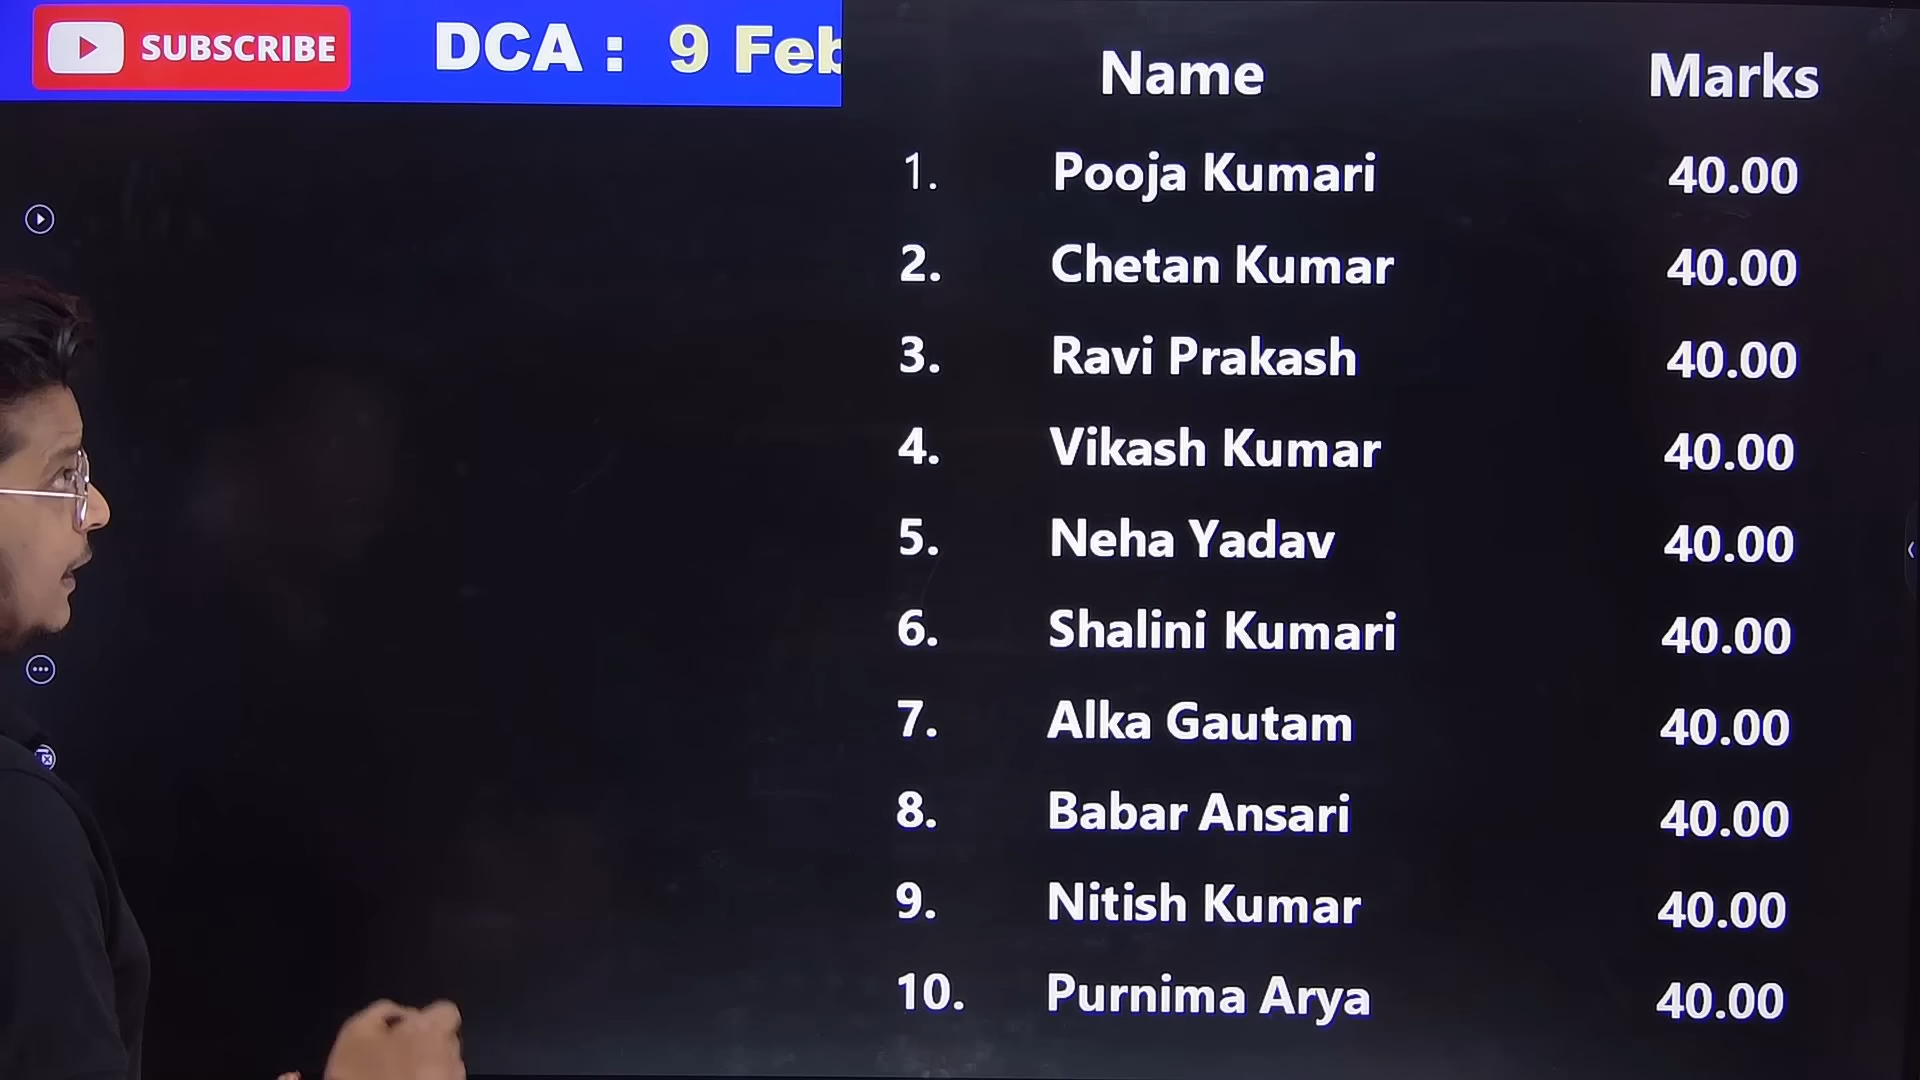 SUBSCRIBE
DCA : 9 Feb
Name Marks
1. Pooja Kumari 40.00
2. Chetan Kumar 40.00
3. Ravi Prakash 40.00
4. Vikash Kumar 40.00
5. Neha Yadav 40.00
6. Shalini Kumari 40.00
7. Alka Gautam 40.00
8. Babar Ansari 40.00
9. Nitish Kumar 40.00
10. Purnima Arya 40.00